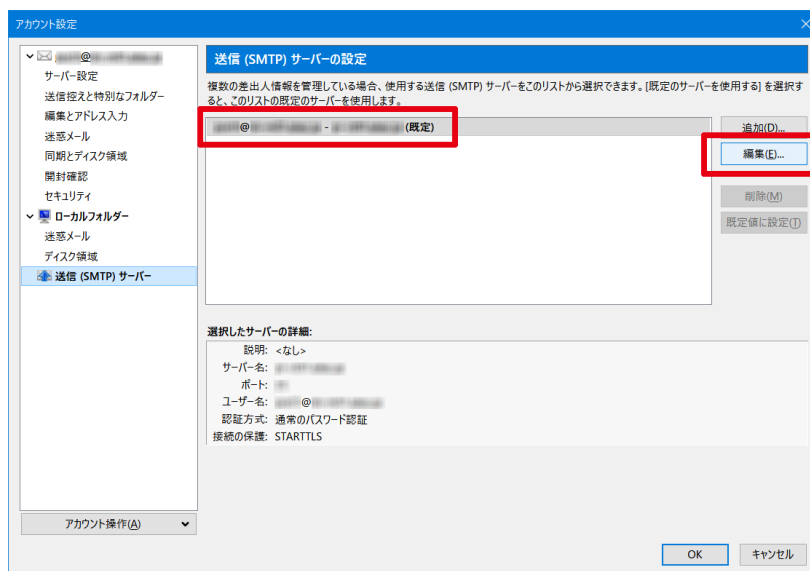 アカウント設定
@
サーバー設定
送信控えと特別なフォルダー
編集とアドレス入力
迷惑メール
同期とディスク領域
開封確認
セキュリティ
ローカルフォルダー
迷惑メール
ディスク領域
送信 (SMTP) サーバー
アカウント操作(A)
送信 (SMTP) サーバーの設定
複数の差出人情報を管理している場合、使用する送信 (SMTP) サーバーをこのリストから選択できます。[既定のサーバーを使用する] を選択す
ると、このリストの既定のサーバーを使用します。
@ - (既定)
追加(D)...
編集(E)...
削除(M)
既定値に設定(T)
選択したサーバーの詳細:
説明: <なし>
サーバー名:
ポート:
ユーザー名: @
認証方式: 通常のパスワード認証
接続の保護: STARTTLS
OK
キャンセル